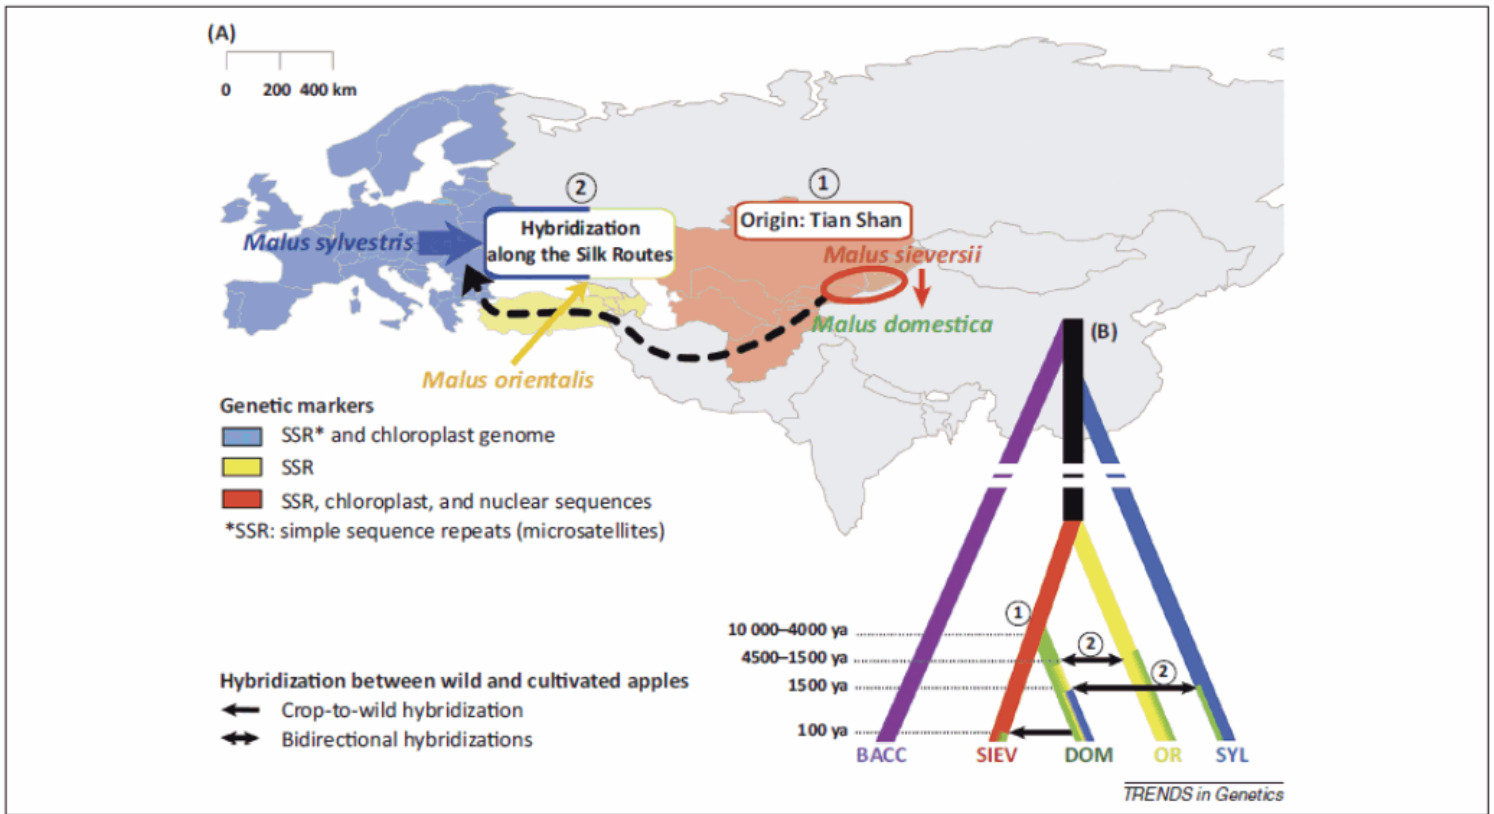 (A)
0 200 400 km
2
1
Hybridization
along the Silk Routes
Origin: Tian Shan
Malus sylvestris
Malus sieversii
Malus domestica
Malus orientalis
(B)
Genetic markers
SSR* and chloroplast genome
SSR
SSR, chloroplast, and nuclear sequences
*SSR: simple sequence repeats (microsatellites)
1
10 000–4000 ya
2
4500–1500 ya
2
1500 ya
100 ya
Hybridization between wild and cultivated apples
Crop-to-wild hybridization
Bidirectional hybridizations
BACC SIEV DOM OR SYL
TRENDS in Genetics